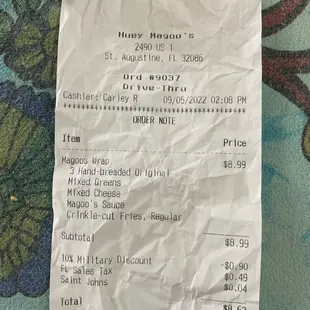 Huey Magoo's
2490 US 1
St. Augustine, FL 32086
Ord #9037
Drive-Thru
Cashier: Carley R 09/05/2022 02:08 PM
********************************************
ORDER NOTE
Item Price
Magoos Wrap $8.99
3 Hand-breaded Original
Mixed Greens
Mixed Cheese
Magoo's Sauce
Crinkle-cut Fries, Regular
Subtotal $8.99
10% Military Discount -$0.90
FL Sales Tax $0.49
Saint Johns $0.04
Total $8.62